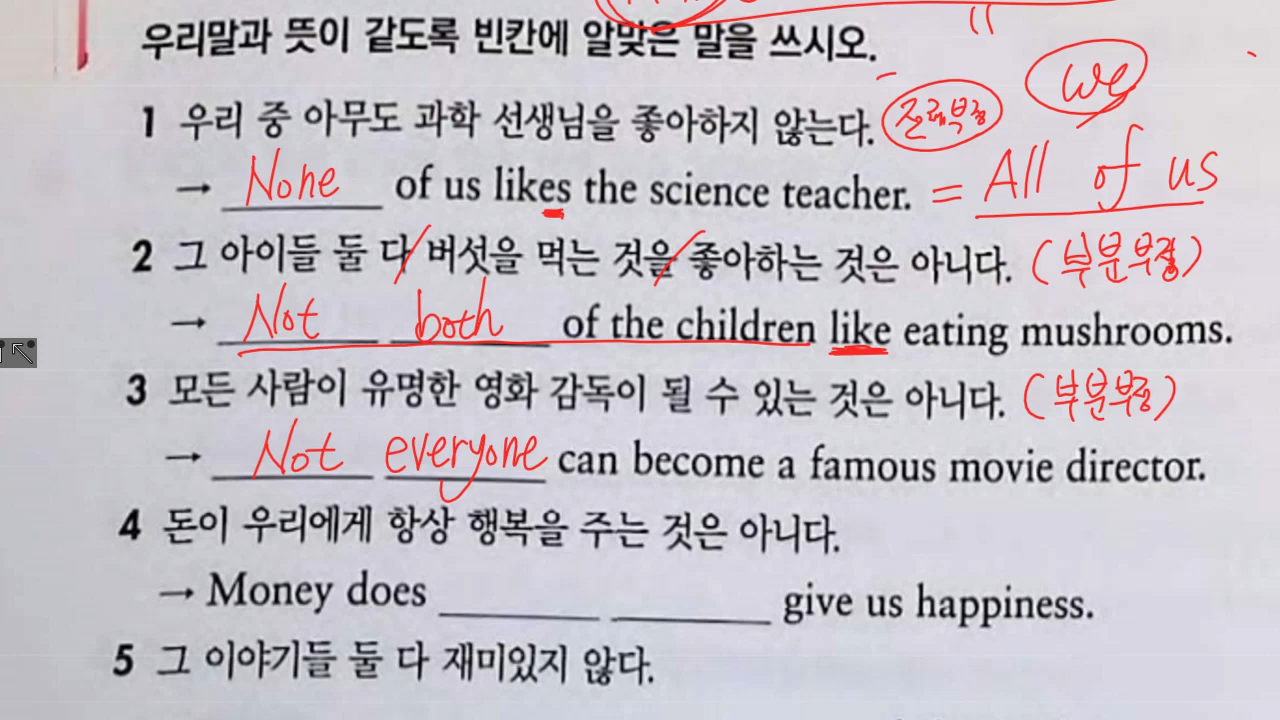 우리말과 뜻이 같도록 빈칸에 알맞은 말을 쓰시오.
we
1 우리 중 아무도 과학 선생님을 좋아하지 않는다. 전체부정
→ None of us likes the science teacher. = All of us
2 그 아이들 둘 다 버섯을 먹는 것을 좋아하는 것은 아니다. (부분부정)
→ Not both of the children like eating mushrooms.
3 모든 사람이 유명한 영화 감독이 될 수 있는 것은 아니다. (부분부정)
→ Not everyone can become a famous movie director.
4 돈이 우리에게 항상 행복을 주는 것은 아니다.
→ Money does ______ ______ give us happiness.
5 그 이야기들 둘 다 재미있지 않다.